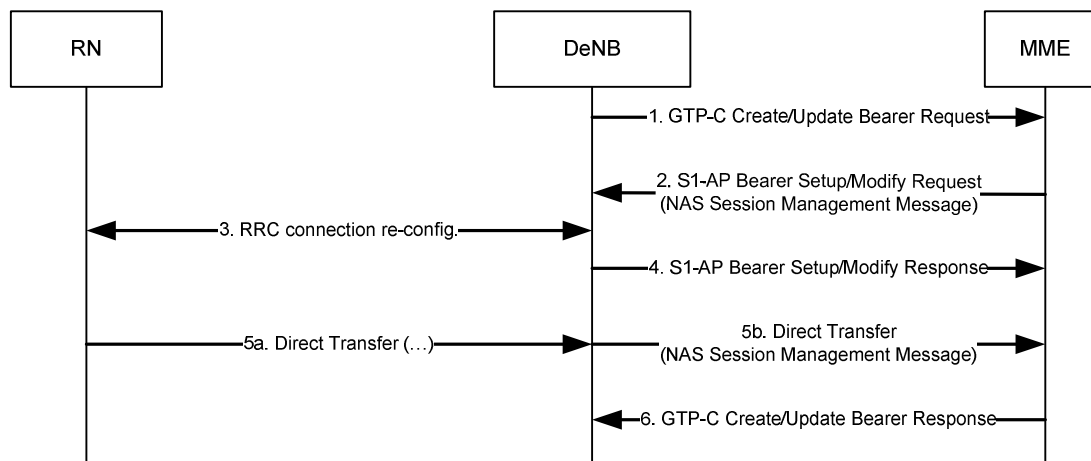 RN
DeNB
MME
1. GTP-C Create/Update Bearer Request
2. S1-AP Bearer Setup/Modify Request
(NAS Session Management Message)
3. RRC connection re-config.
4. S1-AP Bearer Setup/Modify Response
5a. Direct Transfer (…)
5b. Direct Transfer
(NAS Session Management Message)
6. GTP-C Create/Update Bearer Response